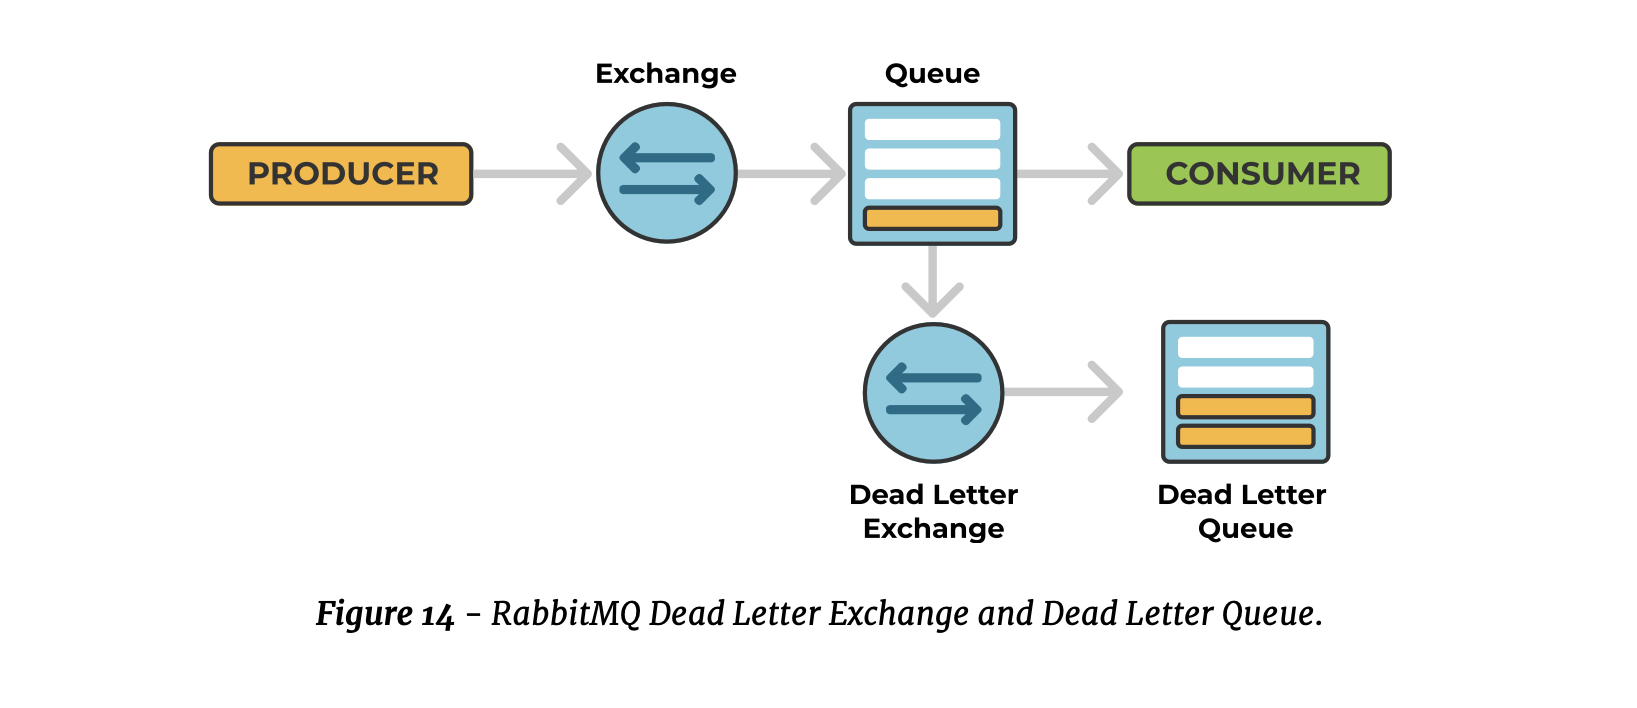 Exchange
Queue
PRODUCER
CONSUMER
Dead Letter
Exchange
Dead Letter
Queue
Figure 14 – RabbitMQ Dead Letter Exchange and Dead Letter Queue.